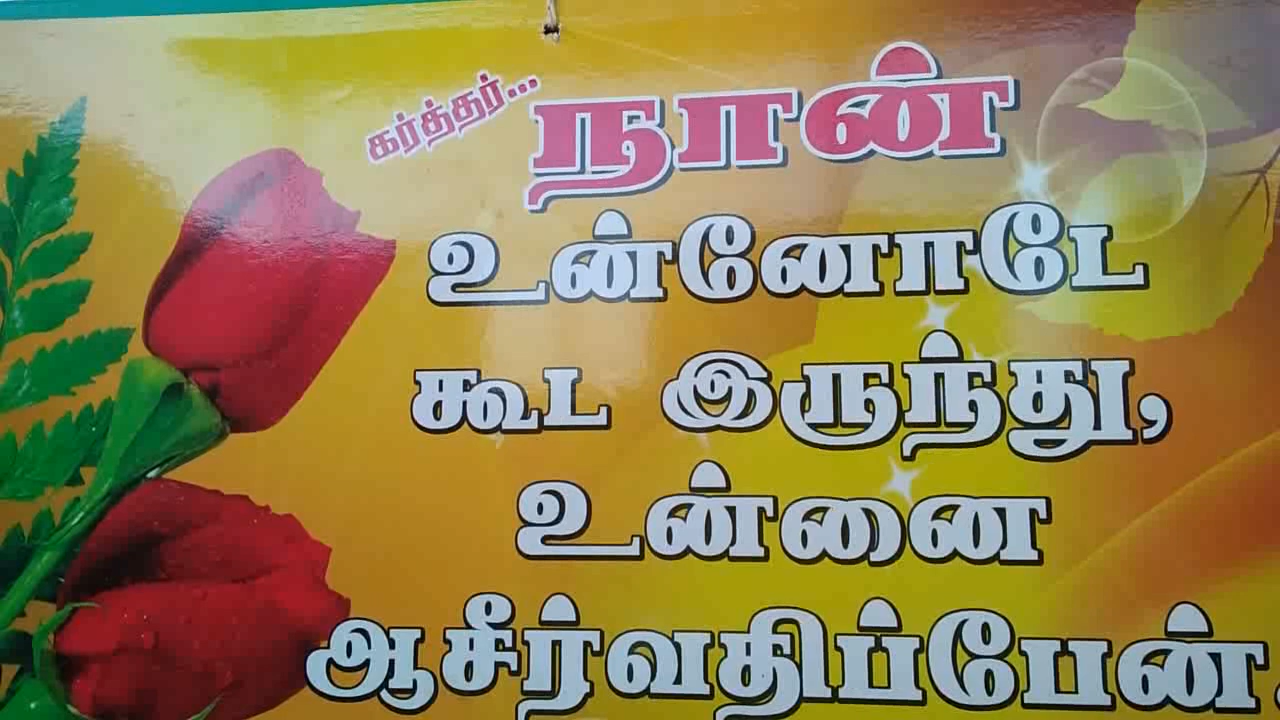 கர்த்தர்... நான்
உன்னோடே
கூட இருந்து,
உன்னை
ஆசீர்வதிப்பேன்.